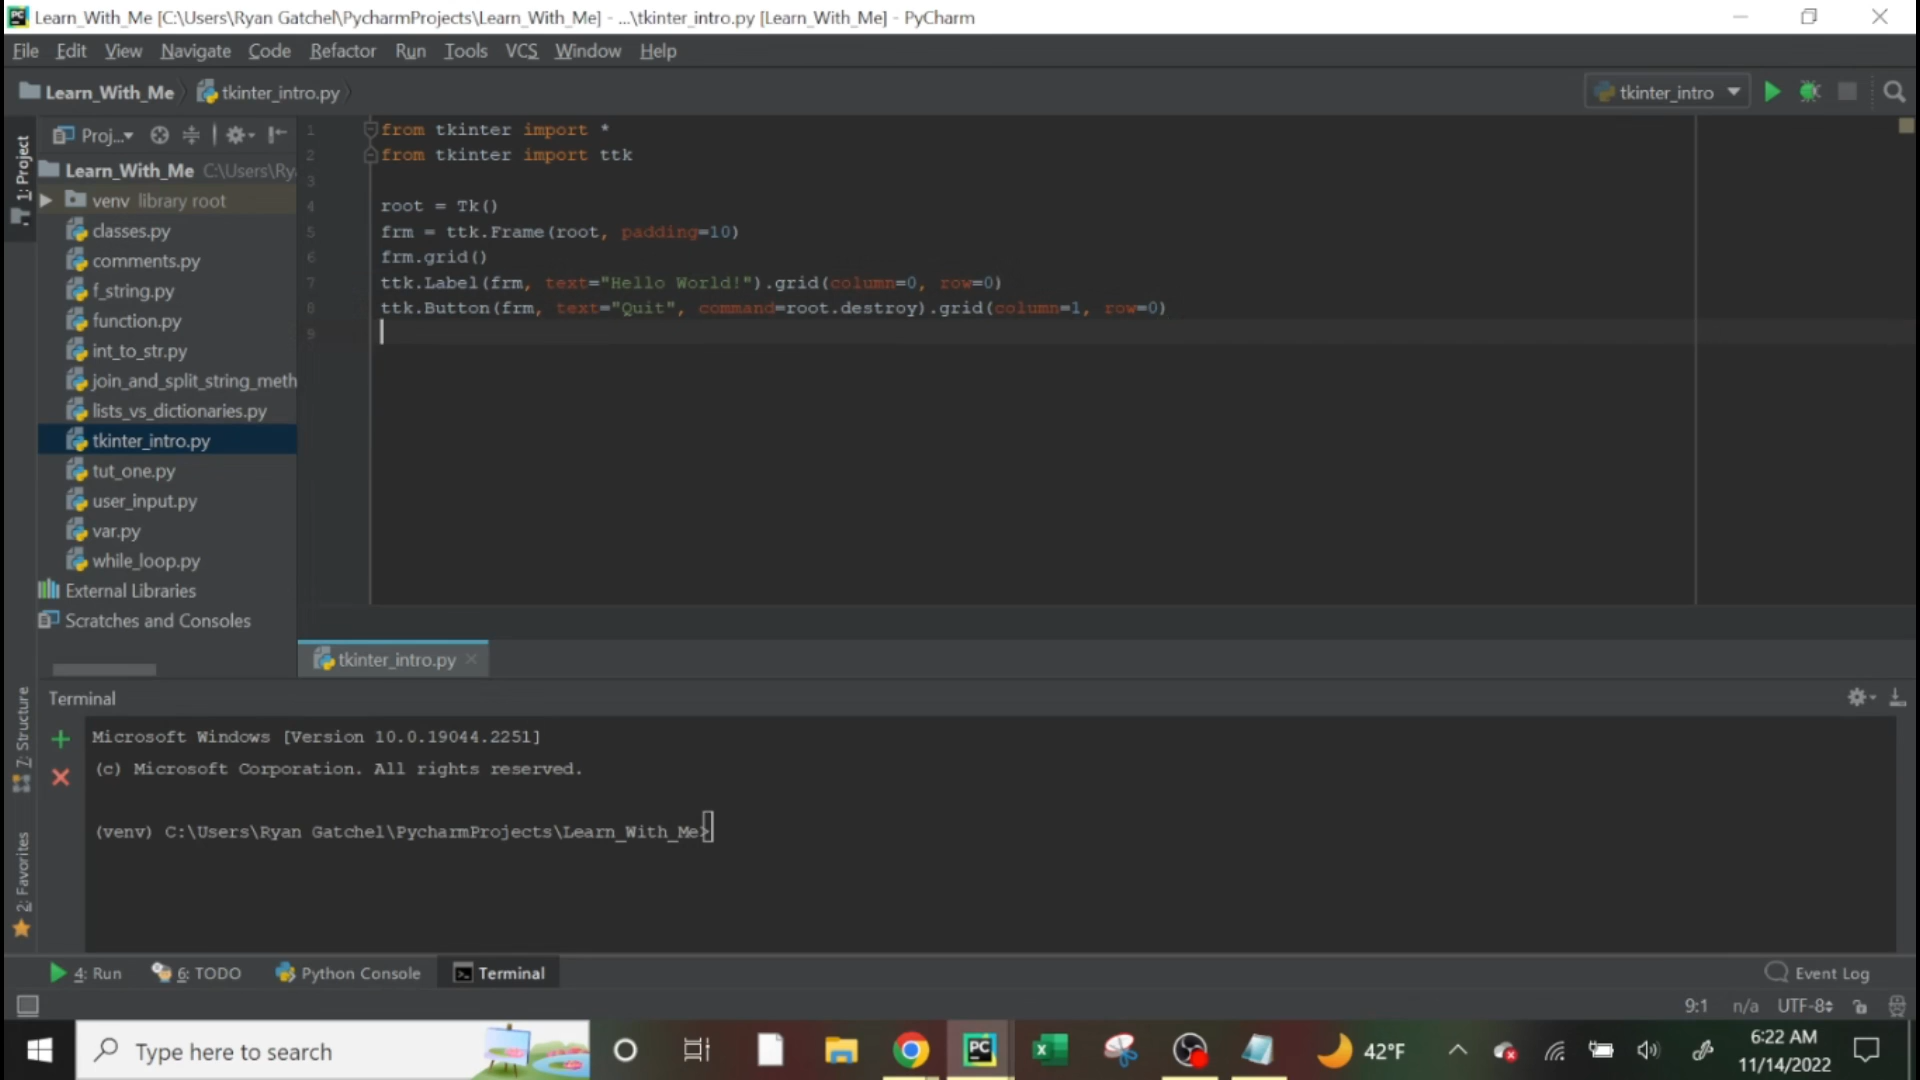 Learn_With_Me [C:\Users\Ryan Gatchel\PycharmProjects\Learn_With_Me] - ...\tkinter_intro.py [Learn_With_Me] - PyCharm
File Edit View Navigate Code Refactor Run Tools VCS Window Help
Learn_With_Me tkinter_intro.py tkinter_intro
1: Project
Proj...
Learn_With_Me C:\Users\Ry
venv library root
classes.py
comments.py
f_string.py
function.py
int_to_str.py
join_and_split_string_meth
lists_vs_dictionaries.py
tkinter_intro.py
tut_one.py
user_input.py
var.py
while_loop.py
External Libraries
Scratches and Consoles
1 from tkinter import *
2 from tkinter import ttk
3
4 root = Tk()
5 frm = ttk.Frame(root, padding=10)
6 frm.grid()
7 ttk.Label(frm, text="Hello World!").grid(column=0, row=0)
8 ttk.Button(frm, text="Quit", command=root.destroy).grid(column=1, row=0)
9
tkinter_intro.py
Terminal
7: Structure
2: Favorites
Microsoft Windows [Version 10.0.19044.2251]
(c) Microsoft Corporation. All rights reserved.
(venv) C:\Users\Ryan Gatchel\PycharmProjects\Learn_With_Me>
4: Run 6: TODO Python Console Terminal Event Log
9:1 n/a UTF-8
Type here to search
PC
42°F
6:22 AM
11/14/2022